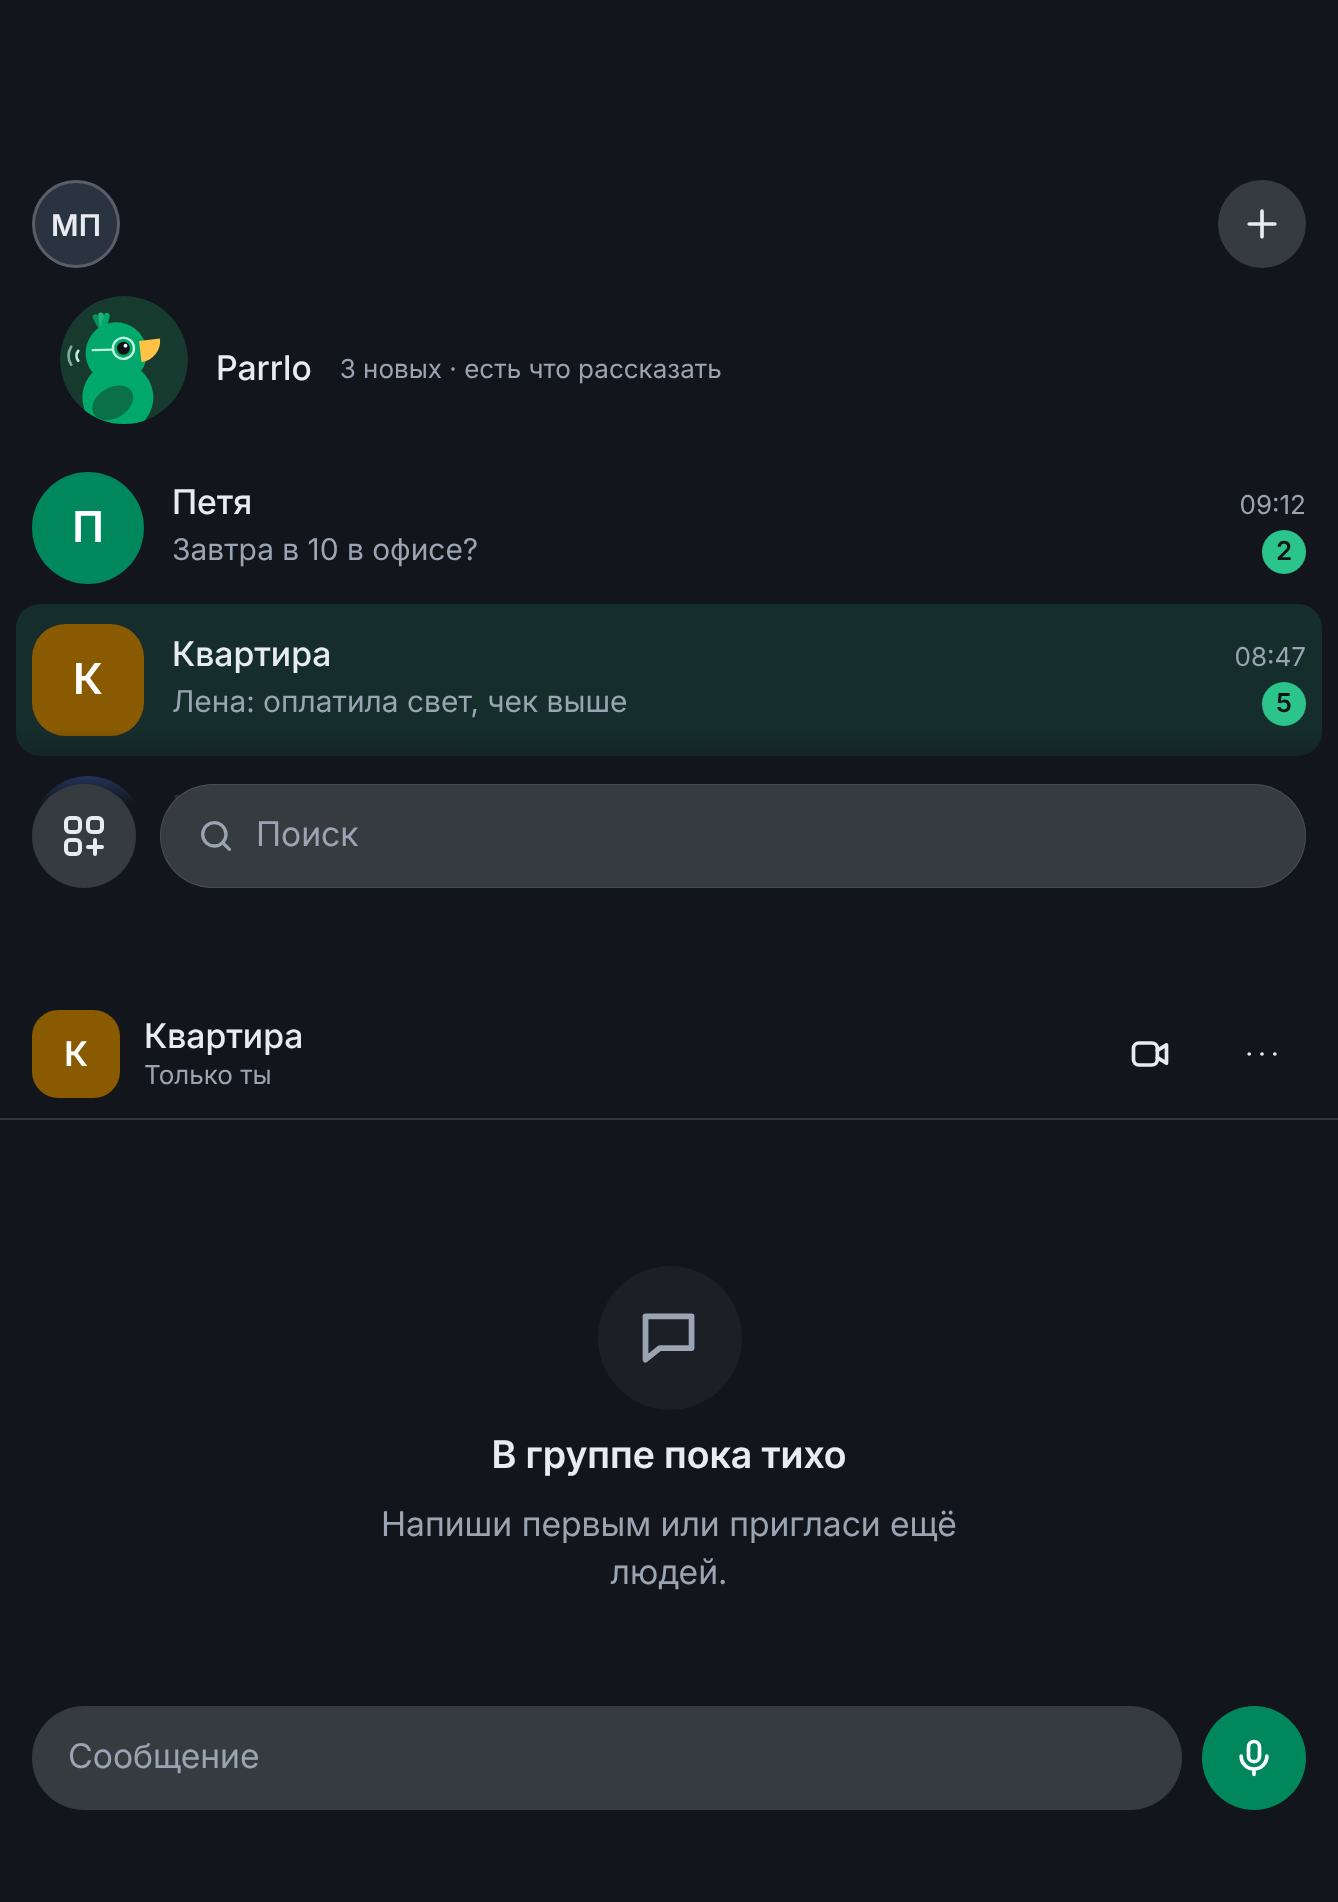 МП
Parrlo 3 новых · есть что рассказать
П
Петя
09:12
Завтра в 10 в офисе?
2
К
Квартира
08:47
Лена: оплатила свет, чек выше
5
Поиск
К
Квартира
Только ты
В группе пока тихо
Напиши первым или пригласи ещё
людей.
Сообщение